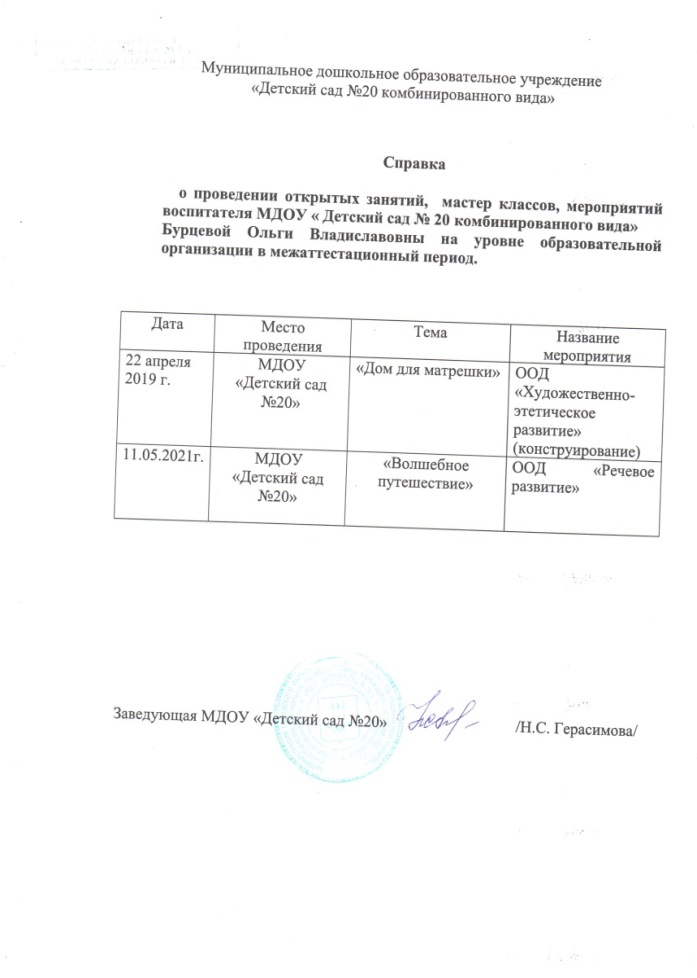 Муниципальное дошкольное образовательное учреждение
«Детский сад №20 комбинированного вида»
Справка
о проведении открытых занятий, мастер классов, мероприятий
воспитателя МДОУ « Детский сад № 20 комбинированного вида»
Бурцевой Ольги Владиславовны на уровне образовательной
организации в межаттестационный период.
Дата
Место
проведения
Тема
Название
мероприятия
22 апреля
2019 г.
МДОУ
«Детский сад
№20»
«Дом для матрешки»
ООД
«Художественно-
этетическое
развитие»
(конструирование)
11.05.2021г.
МДОУ
«Детский сад
№20»
«Волшебное
путешествие»
ООД «Речевое
развитие»
Заведующая МДОУ «Детский сад №20»
/Н.С. Герасимова/